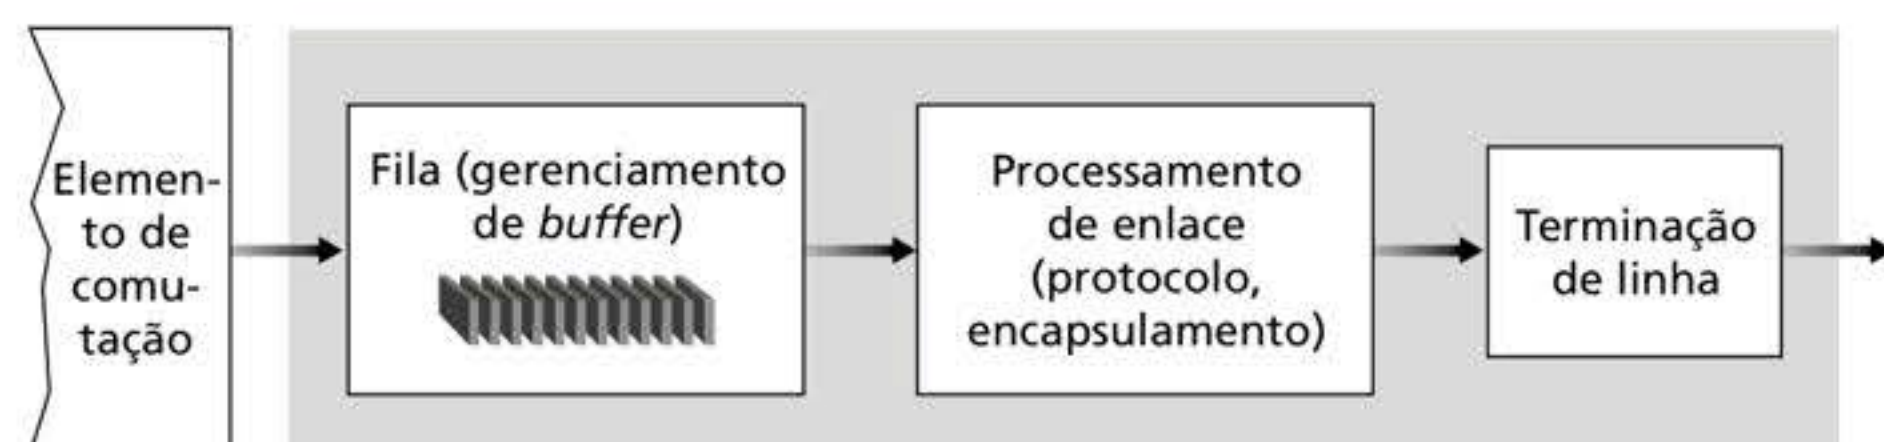 Elemen-
to de
comu-
tação
Fila (gerenciamento
de buffer)
Processamento
de enlace
(protocolo,
encapsulamento)
Terminação
de linha